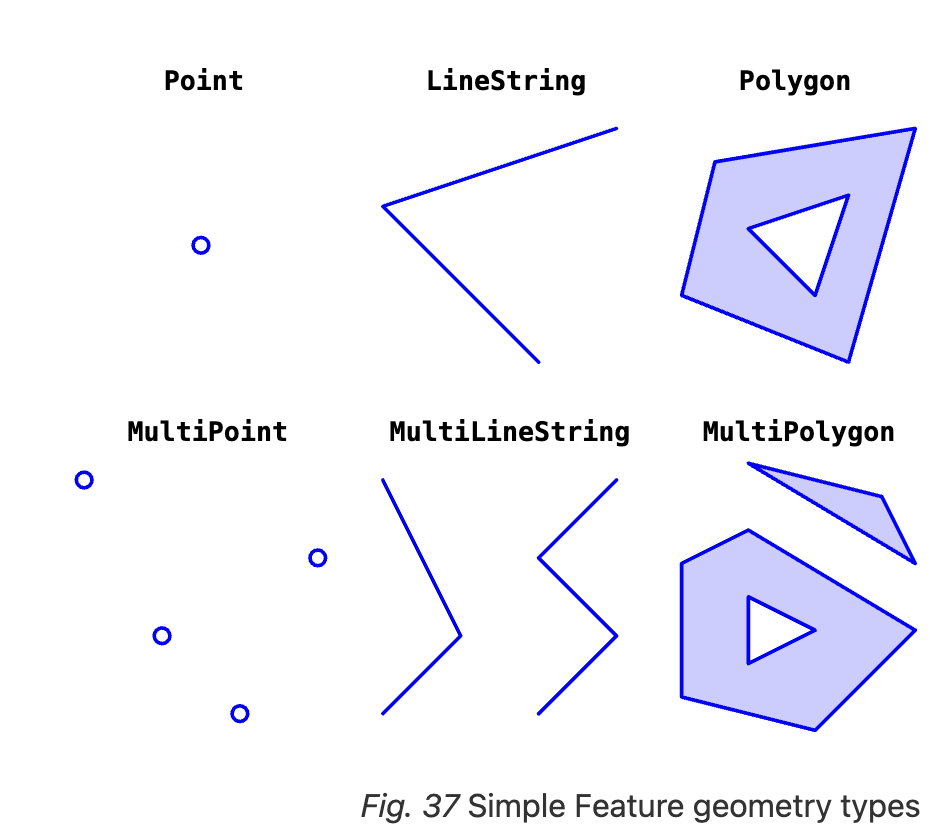 Point LineString Polygon
MultiPoint MultiLineString MultiPolygon
Fig. 37 Simple Feature geometry types